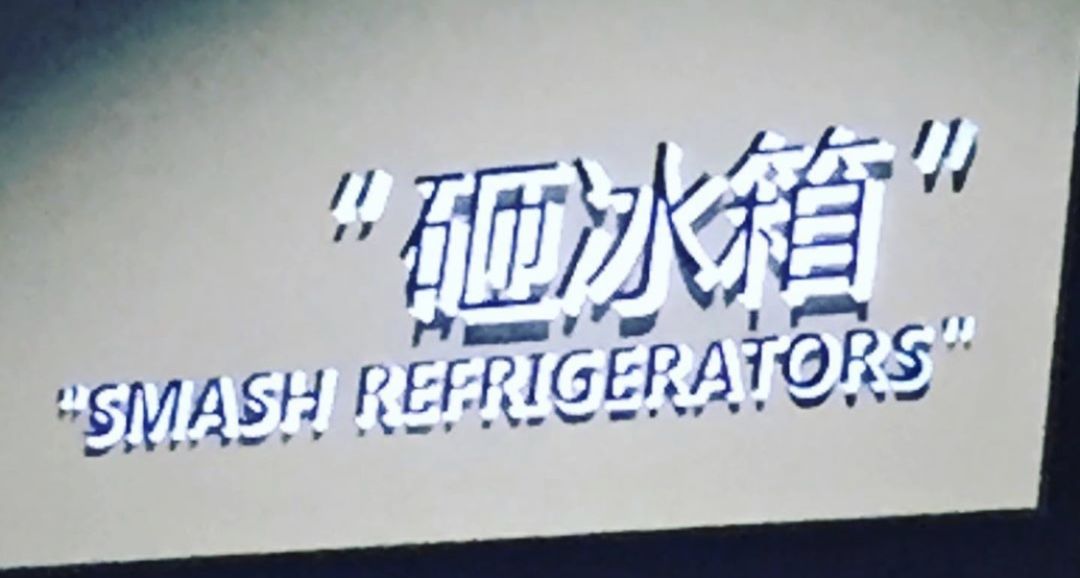 “砸冰箱”
“SMASH REFRIGERATORS”